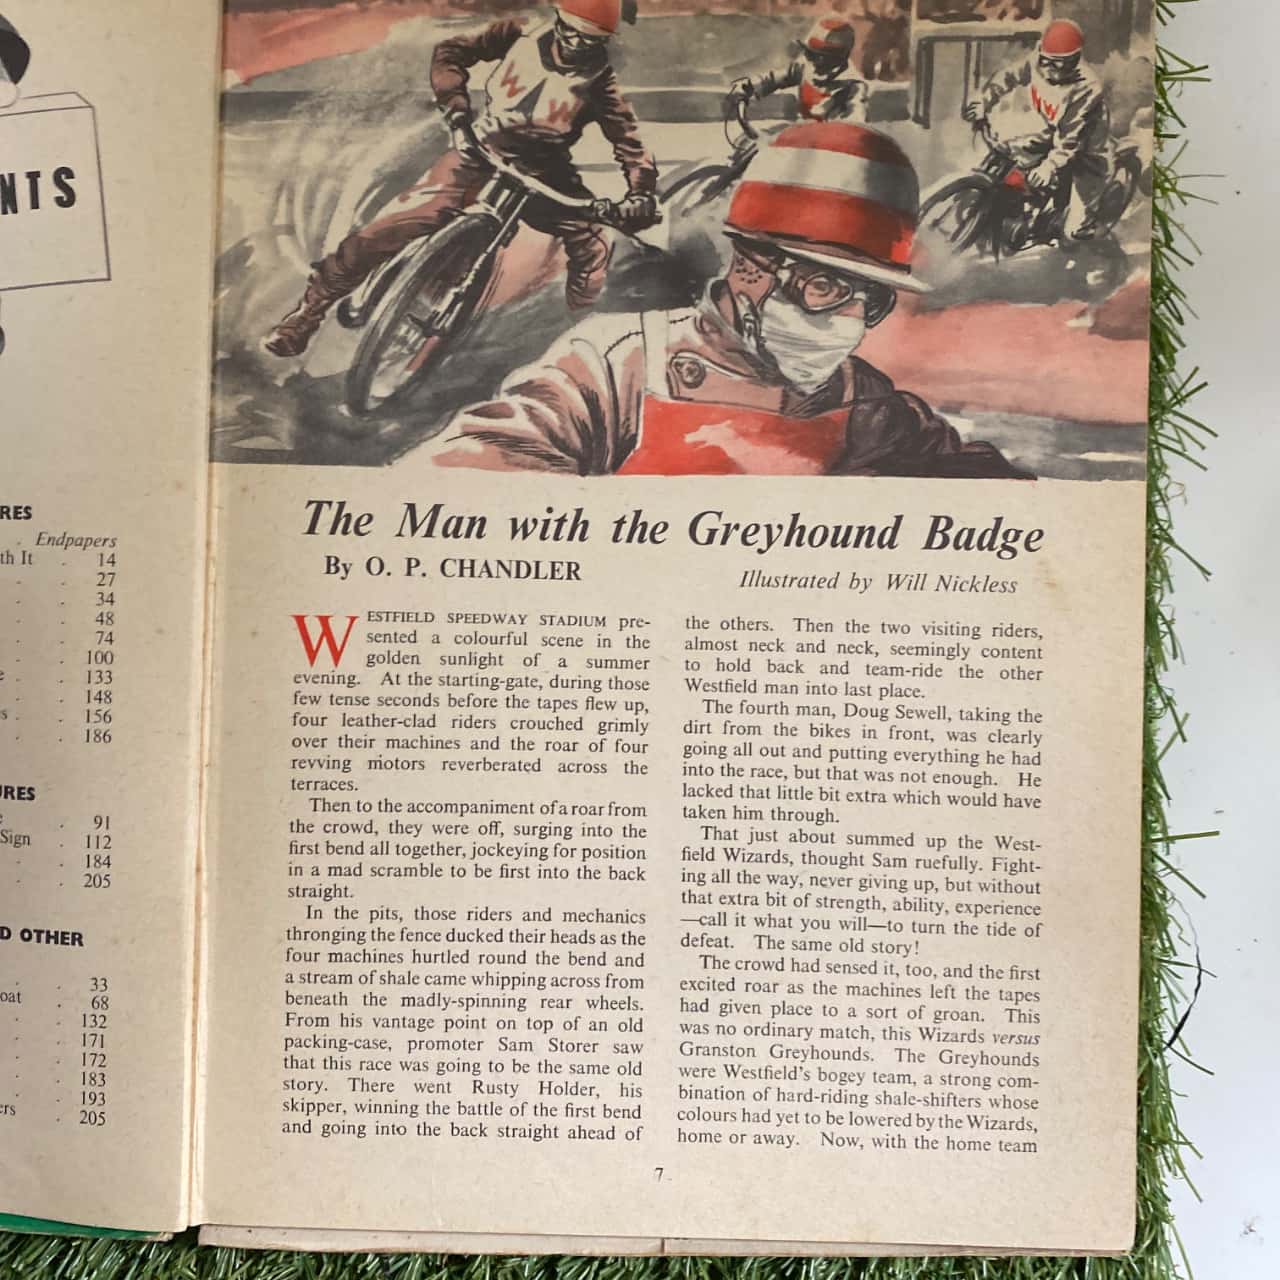 NTS
RES
. Endpapers
th It . 14
. . 27
. . 34
. . 48
. . 74
. . 100
. . 133
. . 148
s . . 156
. . 186
URES
. 91
Sign . 112
. . 184
. . 205
D OTHER
. . 33
oat . 68
. . 132
. . 171
. . 172
. . 183
. . 193
ers . 205
W W
W
The Man with the Greyhound Badge
By O. P. CHANDLER
Illustrated by Will Nickless
WESTFIELD SPEEDWAY STADIUM pre-
sented a colourful scene in the
golden sunlight of a summer
evening. At the starting-gate, during those
few tense seconds before the tapes flew up,
four leather-clad riders crouched grimly
over their machines and the roar of four
revving motors reverberated across the
terraces.
Then to the accompaniment of a roar from
the crowd, they were off, surging into the
first bend all together, jockeying for position
in a mad scramble to be first into the back
straight.
In the pits, those riders and mechanics
thronging the fence ducked their heads as the
four machines hurtled round the bend and
a stream of shale came whipping across from
beneath the madly-spinning rear wheels.
From his vantage point on top of an old
packing-case, promoter Sam Storer saw
that this race was going to be the same old
story. There went Rusty Holder, his
skipper, winning the battle of the first bend
and going into the back straight ahead of
the others. Then the two visiting riders,
almost neck and neck, seemingly content
to hold back and team-ride the other
Westfield man into last place.
The fourth man, Doug Sewell, taking the
dirt from the bikes in front, was clearly
going all out and putting everything he had
into the race, but that was not enough. He
lacked that little bit extra which would have
taken him through.
That just about summed up the West-
field Wizards, thought Sam ruefully. Fight-
ing all the way, never giving up, but without
that extra bit of strength, ability, experience
—call it what you will—to turn the tide of
defeat. The same old story!
The crowd had sensed it, too, and the first
excited roar as the machines left the tapes
had given place to a sort of groan. This
was no ordinary match, this Wizards versus
Granston Greyhounds. The Greyhounds
were Westfield's bogey team, a strong com-
bination of hard-riding shale-shifters whose
colours had yet to be lowered by the Wizards,
home or away. Now, with the home team
7